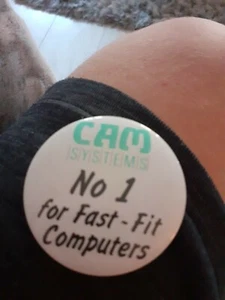 CAM
SYSTEMS
No 1
for Fast-Fit
Computers